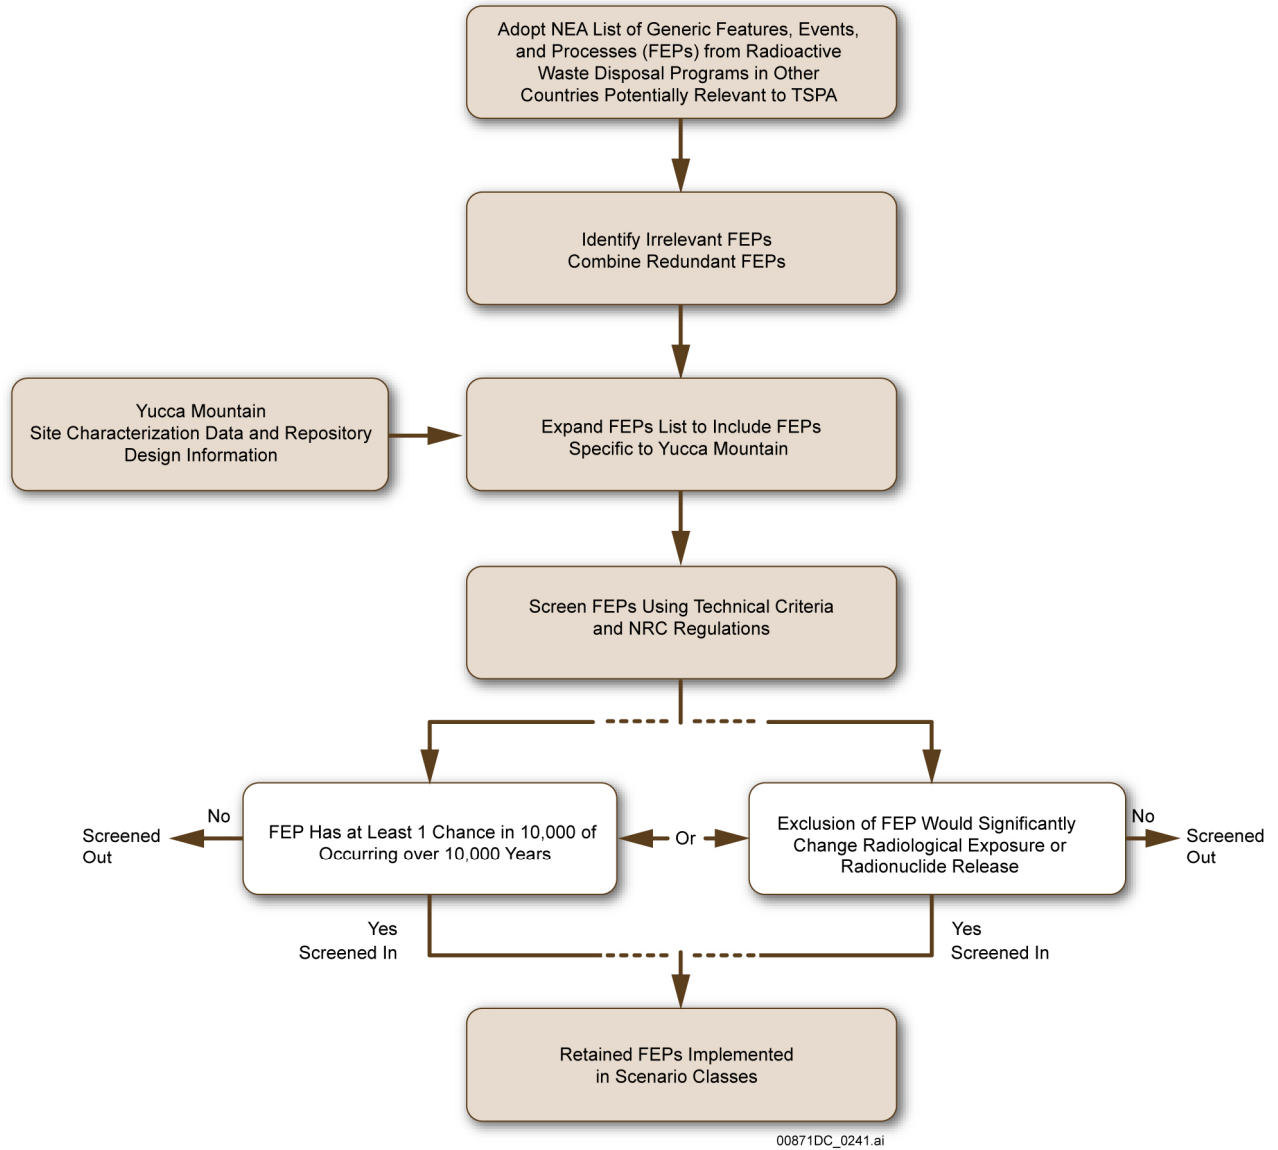 Adopt NEA List of Generic Features, Events,
and Processes (FEPs) from Radioactive
Waste Disposal Programs in Other
Countries Potentially Relevant to TSPA
Identify Irrelevant FEPs
Combine Redundant FEPs
Yucca Mountain
Site Characterization Data and Repository
Design Information
Expand FEPs List to Include FEPs
Specific to Yucca Mountain
Screen FEPs Using Technical Criteria
and NRC Regulations
No
Screened
Out
FEP Has at Least 1 Chance in 10,000 of
Occurring over 10,000 Years
Or
Exclusion of FEP Would Significantly
Change Radiological Exposure or
Radionuclide Release
No
Screened
Out
Yes
Screened In
Yes
Screened In
Retained FEPs Implemented
in Scenario Classes
00871DC_0241.ai